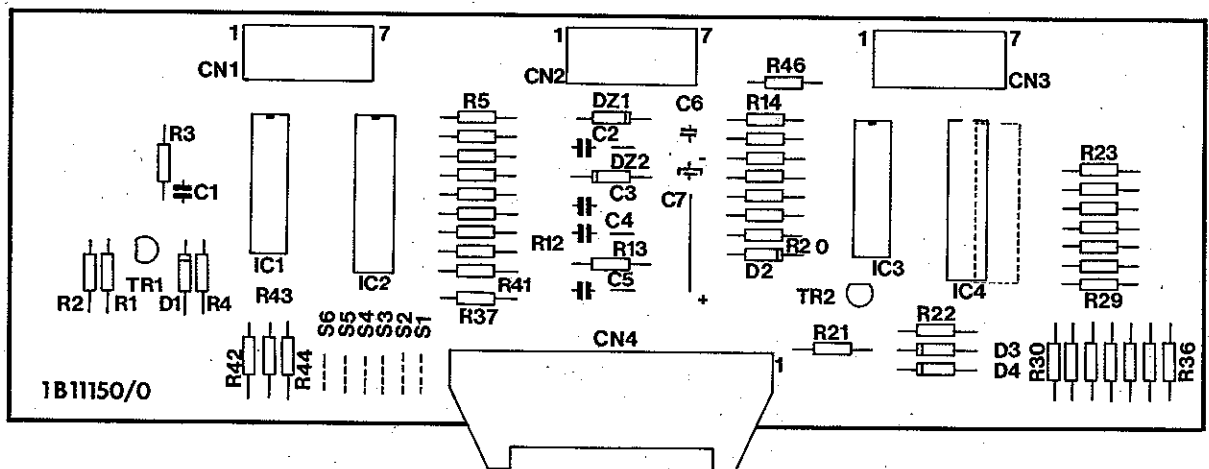 1 7
CN1
1 7
CN2
1 7
CN3
R46
R5
DZ1
C6
R14
R3
C2
DZ2
R23
C1
C3
C7
C4
R12
R13
R20
IC1
IC2
D2
IC3
IC4
R2
R1
TR1
D1
R4
R43
R41
C5
R37
+
TR2
R29
S6
S5
S4
S3
S2
S1
R22
R21
CN4
1
R42
R44
D3
D4
R30
R36
1B11150/0